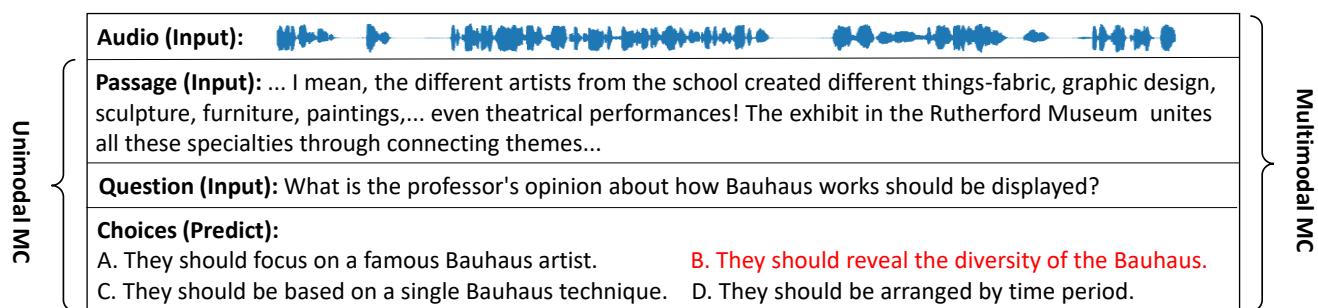 Audio (Input):
Passage (Input): ... I mean, the different artists from the school created different things-fabric, graphic design,
sculpture, furniture, paintings,... even theatrical performances! The exhibit in the Rutherford Museum unites
all these specialties through connecting themes...
Question (Input): What is the professor's opinion about how Bauhaus works should be displayed?
Choices (Predict):
A. They should focus on a famous Bauhaus artist. B. They should reveal the diversity of the Bauhaus.
C. They should be based on a single Bauhaus technique. D. They should be arranged by time period.
Unimodal MC
Multimodal MC